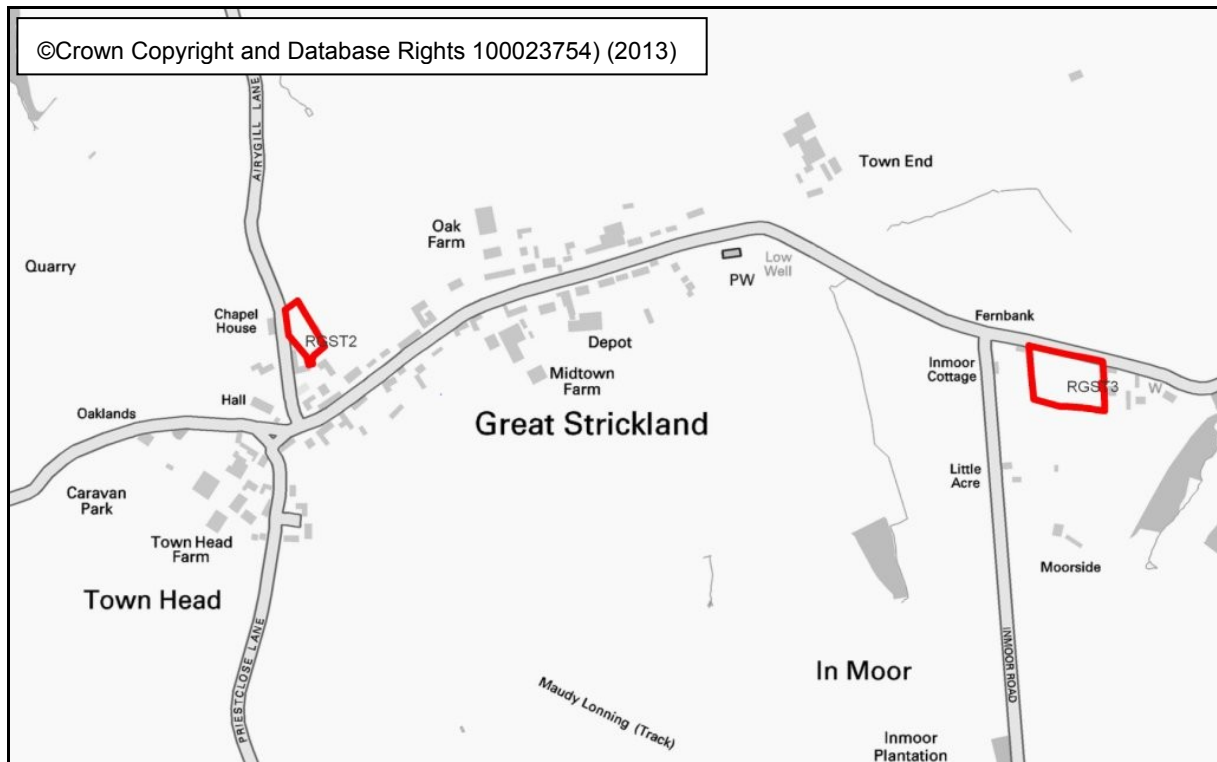 ©Crown Copyright and Database Rights 100023754) (2013)
AIRYGILL LANE
Town End
Oak
Farm
Quarry
PW
Low
Well
Chapel
House
RGST2
Fernbank
Depot
Inmoor
Cottage
RGST3
W
Midtown
Farm
Hall
Oaklands
Great Strickland
Little
Acre
Caravan
Park
Town Head
Farm
Moorside
Town Head
PRIESTCLOSE LANE
INMOOR ROAD
In Moor
Maudy Lonning (Track)
Inmoor
Plantation